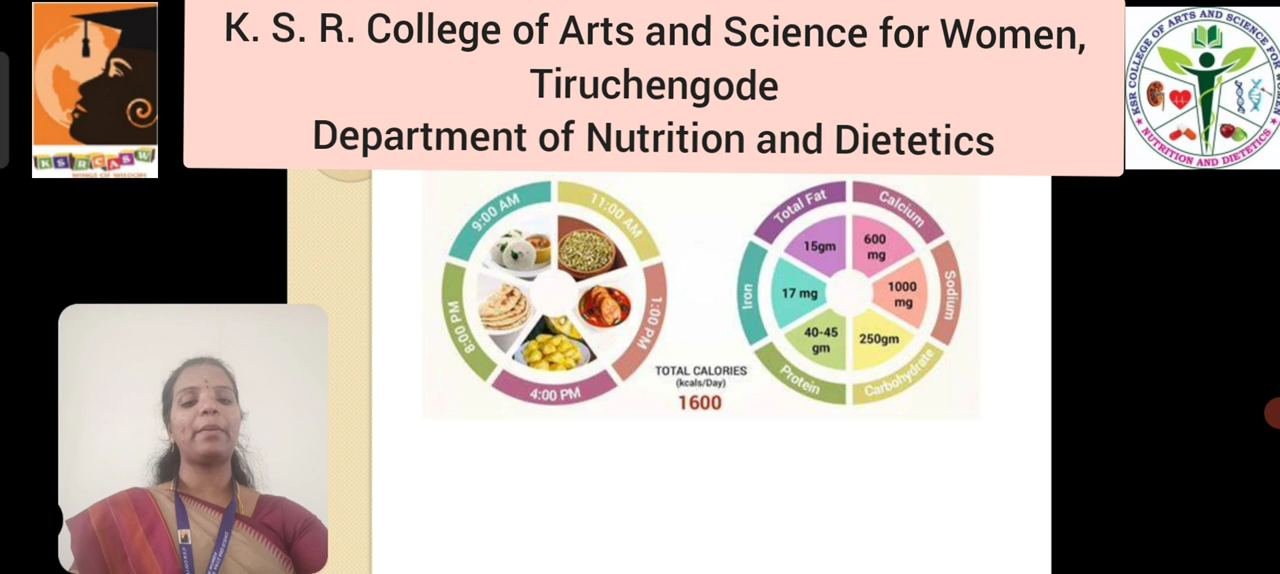 K. S. R. College of Arts and Science for Women,
Tiruchengode
Department of Nutrition and Dietetics
KSRCASW
KSR COLLEGE OF ARTS AND SCIENCE FOR
NUTRITION AND DIETETICS
9:00 AM
11:00 AM
1:00 PM
4:00 PM
8:00 PM
TOTAL CALORIES
(kcals/Day)
1600
Total Fat
15gm
Calcium
600
mg
Sodium
1000
mg
Carbohydrate
250gm
Protein
40-45
gm
Iron
17 mg